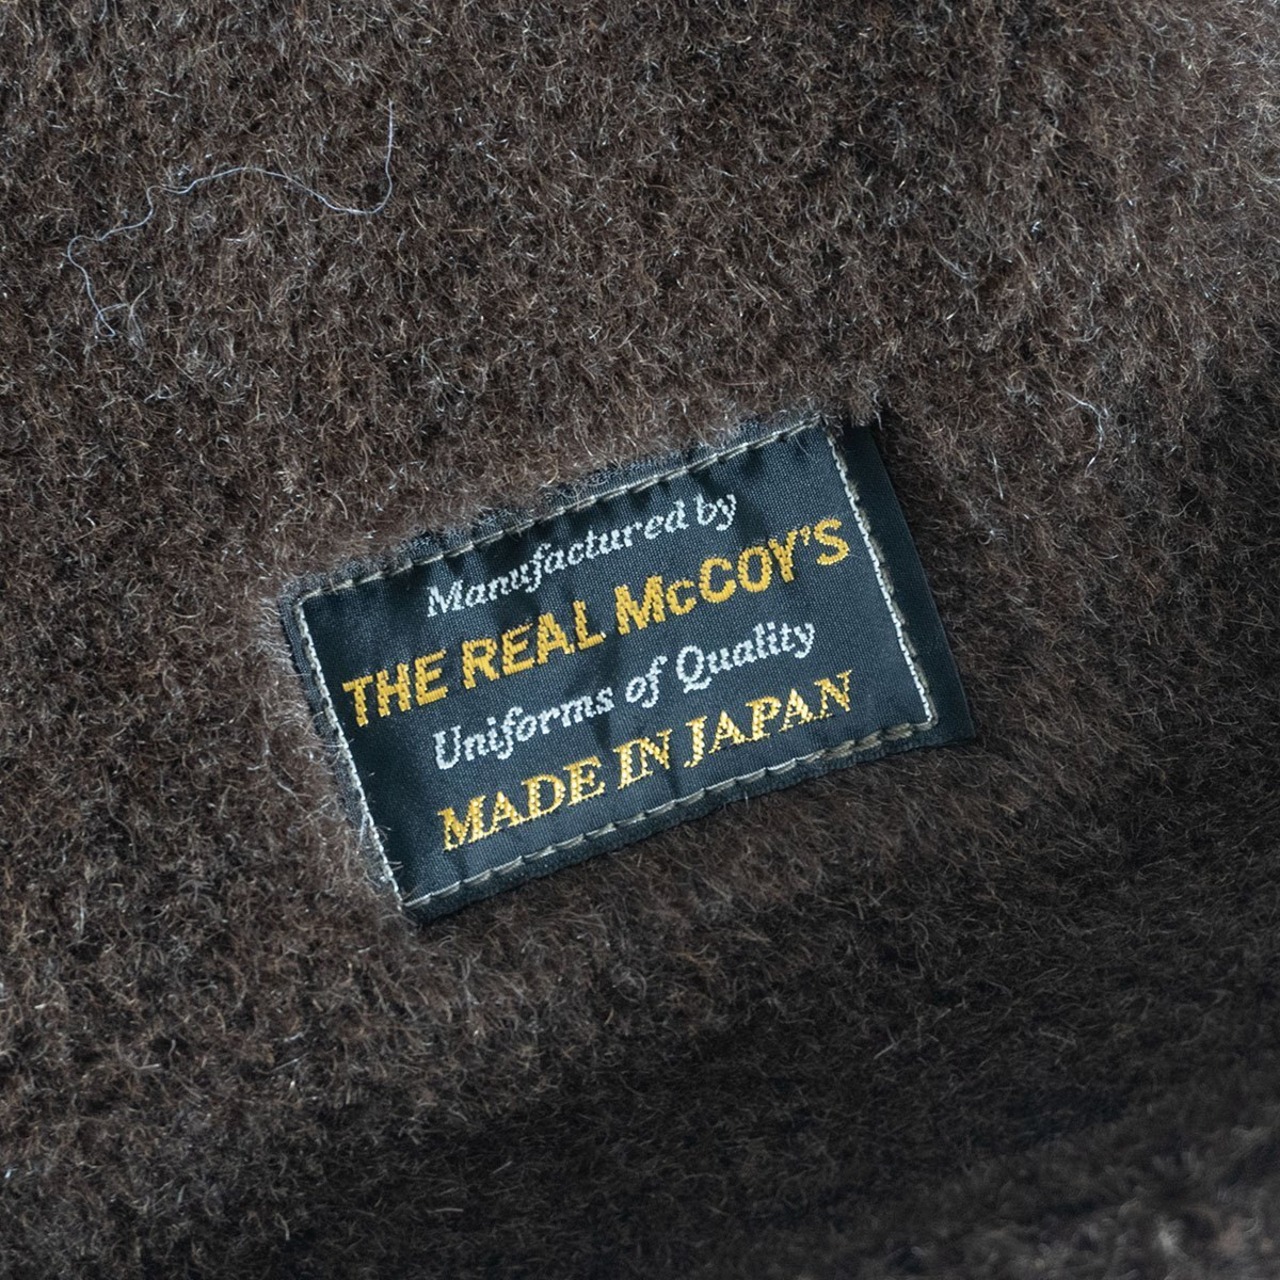 Manufactured by
THE REAL McCOY'S
Uniforms of Quality
MADE IN JAPAN